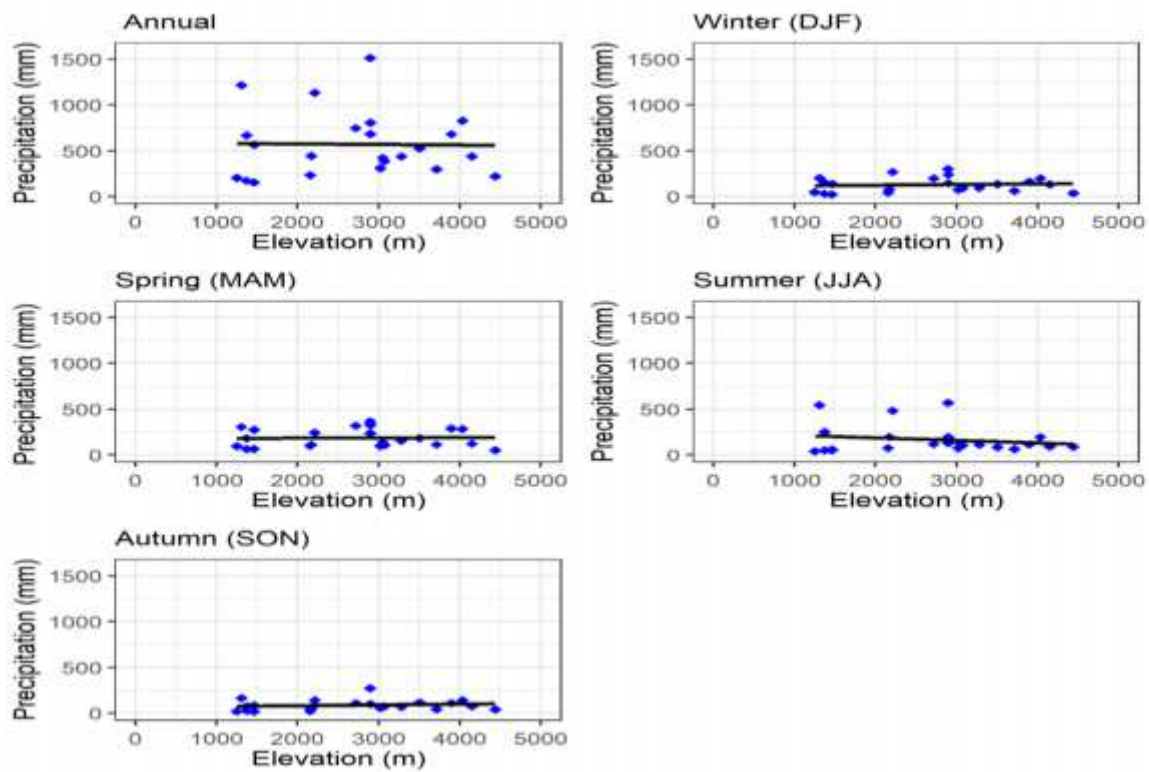 Annual
Precipitation (mm)
1500
1000
500
0
0 1000 2000 3000 4000 5000
Elevation (m)
Winter (DJF)
Precipitation (mm)
1500
1000
500
0
0 1000 2000 3000 4000 5000
Elevation (m)
Spring (MAM)
Precipitation (mm)
1500
1000
500
0
0 1000 2000 3000 4000 5000
Elevation (m)
Summer (JJA)
Precipitation (mm)
1500
1000
500
0
0 1000 2000 3000 4000 5000
Elevation (m)
Autumn (SON)
Precipitation (mm)
1500
1000
500
0
0 1000 2000 3000 4000 5000
Elevation (m)